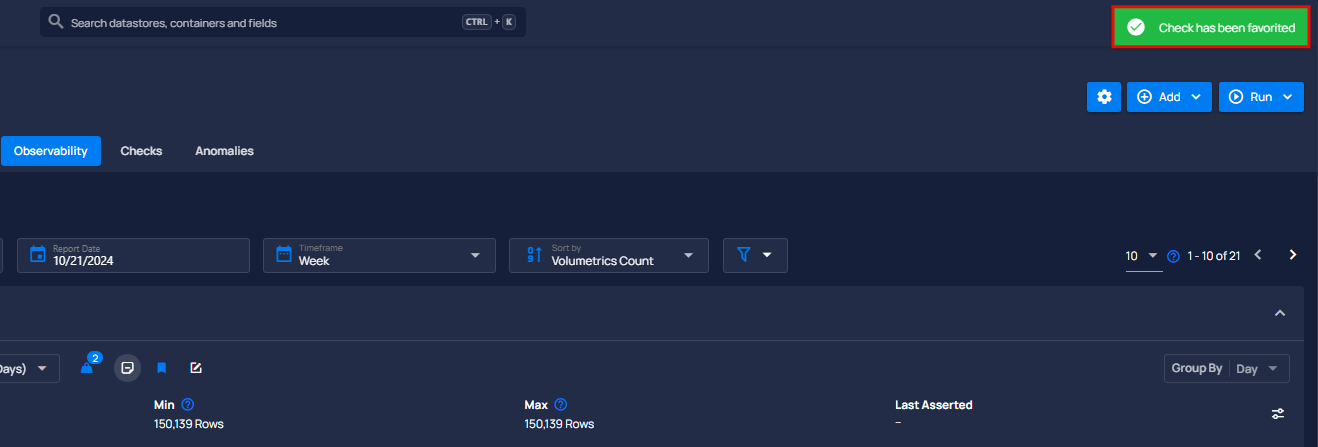 Search datastores, containers and fields CTRL + K
Check has been favorited
Add Run
Observability Checks Anomalies
Report Date
10/21/2024
Timeframe
Week
Sort by
Volumetrics Count
10 1 - 10 of 21
Days) 2
Group By Day
Min Max Last Asserted
150,139 Rows 150,139 Rows –